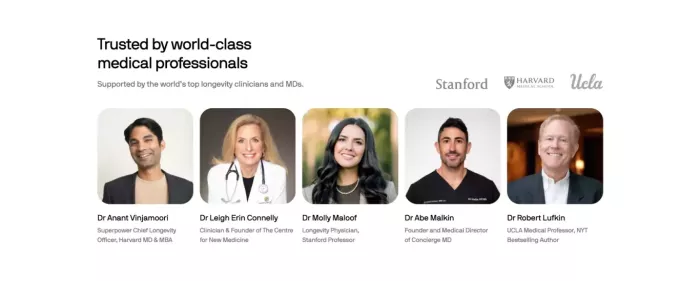 Trusted by world-class
medical professionals
Supported by the world's top longevity clinicians and MDs.
Stanford
HARVARD
MEDICAL SCHOOL
Ucla
Dr Anant Vinjamoori
Superpower Chief Longevity
Officer, Harvard MD & MBA
Dr Leigh Erin Connelly
Clinician & Founder of The Centre
for New Medicine
Dr Molly Maloof
Longevity Physician,
Stanford Professor
Dr Abe Malkin
Founder and Medical Director
of Concierge MD
Dr Robert Lufkin
UCLA Medical Professor, NYT
Bestselling Author